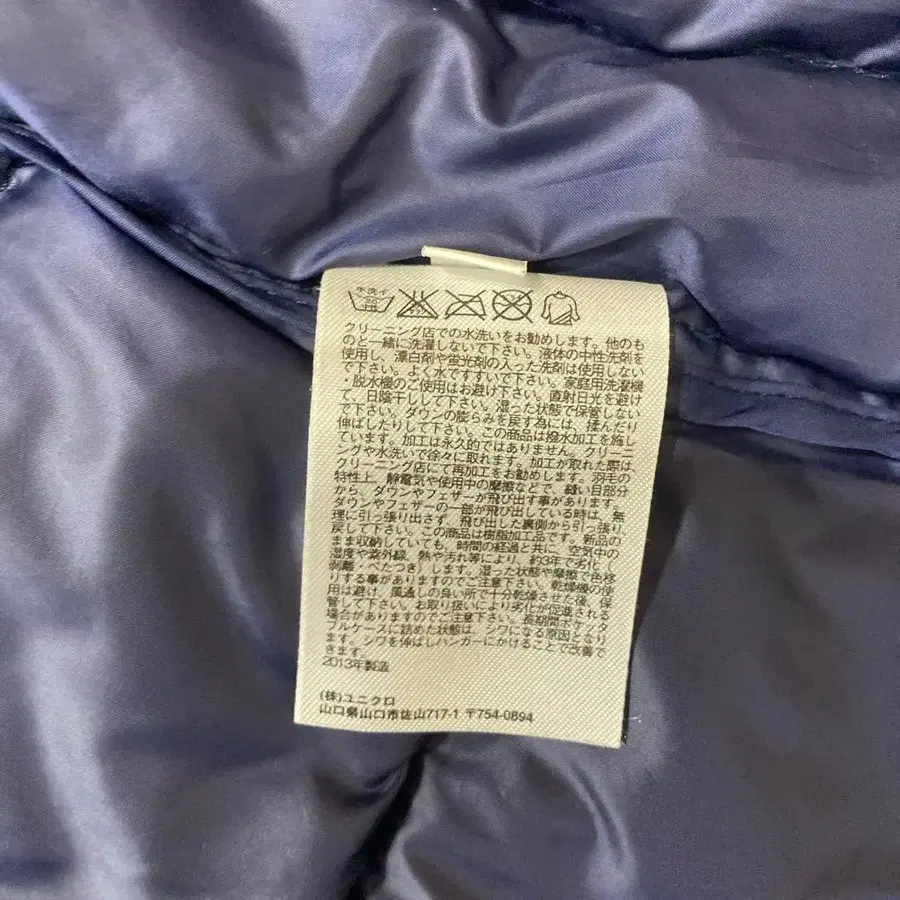 手洗イ
30
クリーニング店での水洗いをお勧めします。他のも
のと一緒に洗濯しないで下さい。液体の中性洗剤を
使用し、漂白剤や蛍光剤の入った洗剤は使用しない
で下さい。よく水ですすいで下さい。家庭用洗濯機
・脱水機のご使用はお避け下さい。直射日光を避け
て、日陰干しして下さい。湿った状態で保管しない
で下さい。ダウンの膨らみを戻す為には、揉んだり
伸ばしたりして下さい。この商品は撥水加工を施し
ています。加工は永久的ではありません。クリーニ
ングや水洗いで徐々に取れます。加工が取れた際は、
クリーニング店にて再加工をお勧めします。羽毛の
特性上、静電気や使用中の摩擦などで、縫い目部分
から、ダウンやフェザーが飛び出す事があります。
ダウンやフェザーの一部が飛び出している時は、無
理に引っ張り出さず、飛び出した裏側から引っ張り
戻して下さい。この商品は樹脂加工品です。新品の
まま収納していても、時間の経過と共に、空気中の
湿度や紫外線、熱や汚れ等により、約3年で劣化(
剥離・べたつき)します。湿った状態や摩擦で色移
りする事がありますのでご注意下さい。乾燥機の使
用は避け、風通しの良い所で十分乾燥させた後、保
管して下さい。お取り扱いにより劣化が促進される
場合がありますのでご注意下さい。長期間ポケッタ
ブルケースに詰めた状態は、シワになる原因となり
ます。シワを伸ばしハンガーにかけることで改善で
きます。
2013年製造
(株)ユニクロ
山口県山口市佐山717-1 〒754-0894